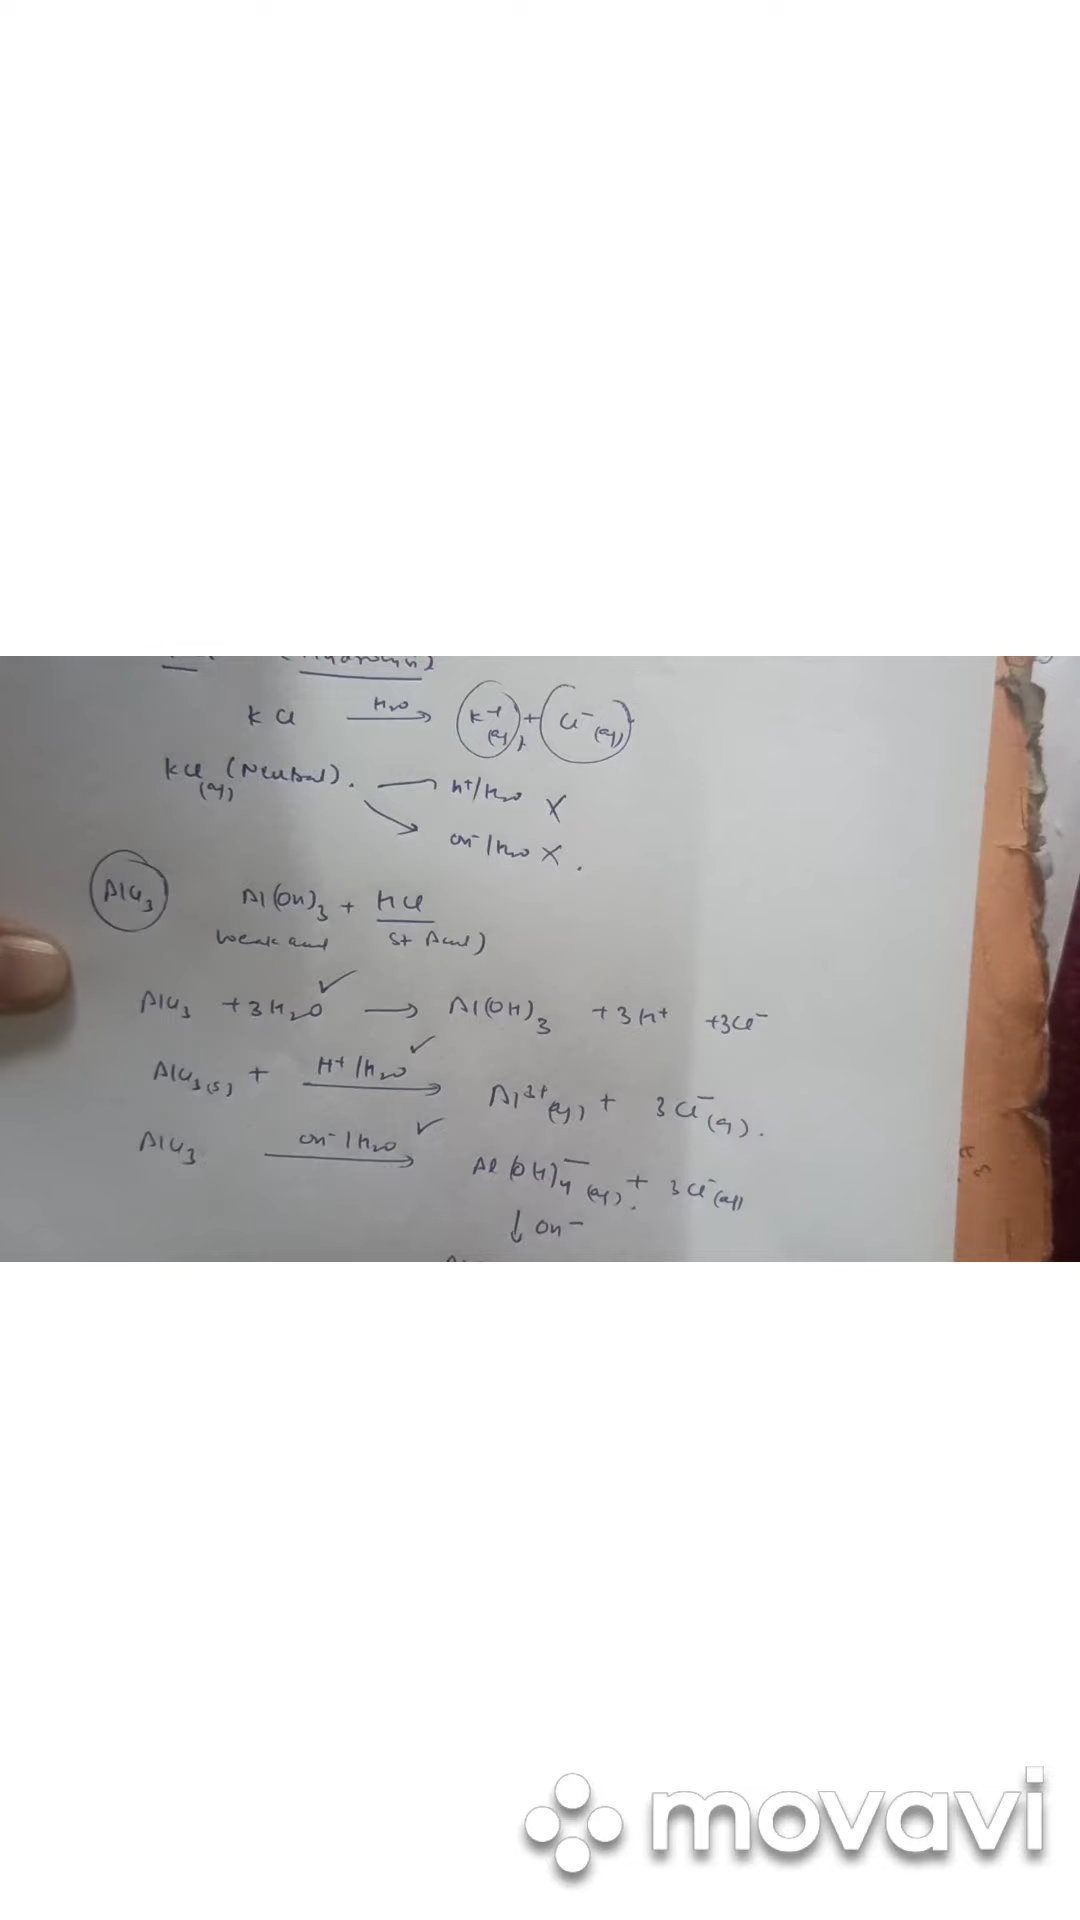 KCl H2O → K+(aq) + Cl-(aq)
KCl(aq) (Neutral). H+/H2O X
OH-/H2O X.
AlCl3 Al(OH)3 + HCl
St Acid)
AlCl3 + 3H2O ✓ → Al(OH)3 + 3H+ + 3Cl-
AlCl3(s) + H+/H2O ✓ → Al3+(aq) + 3Cl-(aq).
AlCl3 OH-/H2O ✓ → Al(OH)4-(aq). + 3Cl-(aq)
↓ OH-
movavi